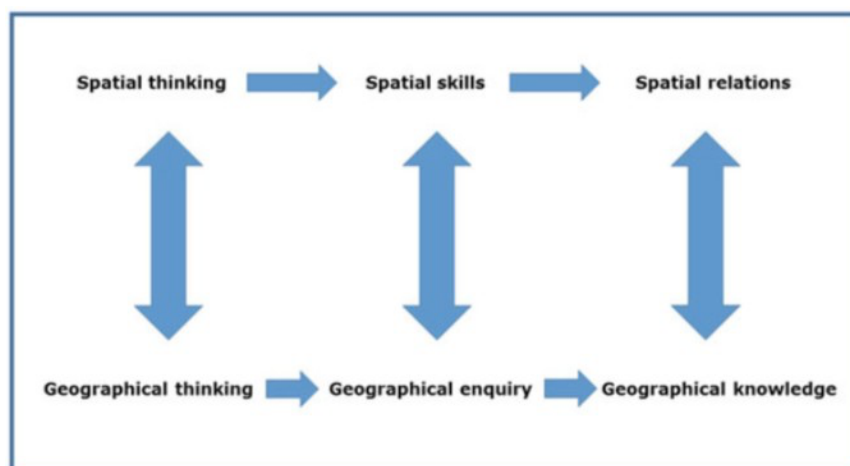 Spatial thinking
Spatial skills
Spatial relations
Geographical thinking
Geographical enquiry
Geographical knowledge